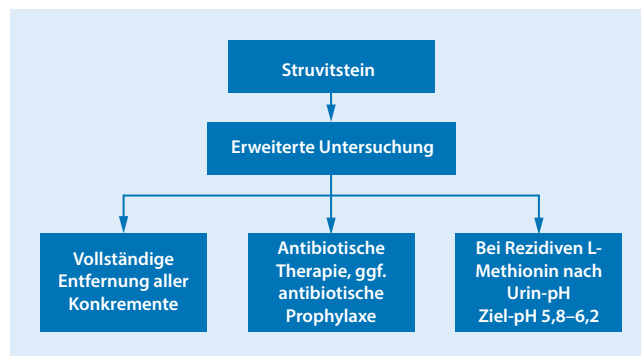 Struvitstein
Erweiterte Untersuchung
Vollständige
Entfernung aller
Konkremente
Antibiotische
Therapie, ggf.
antibiotische
Prophylaxe
Bei Rezidiven L-
Methionin nach
Urin-pH
Ziel-pH 5,8–6,2